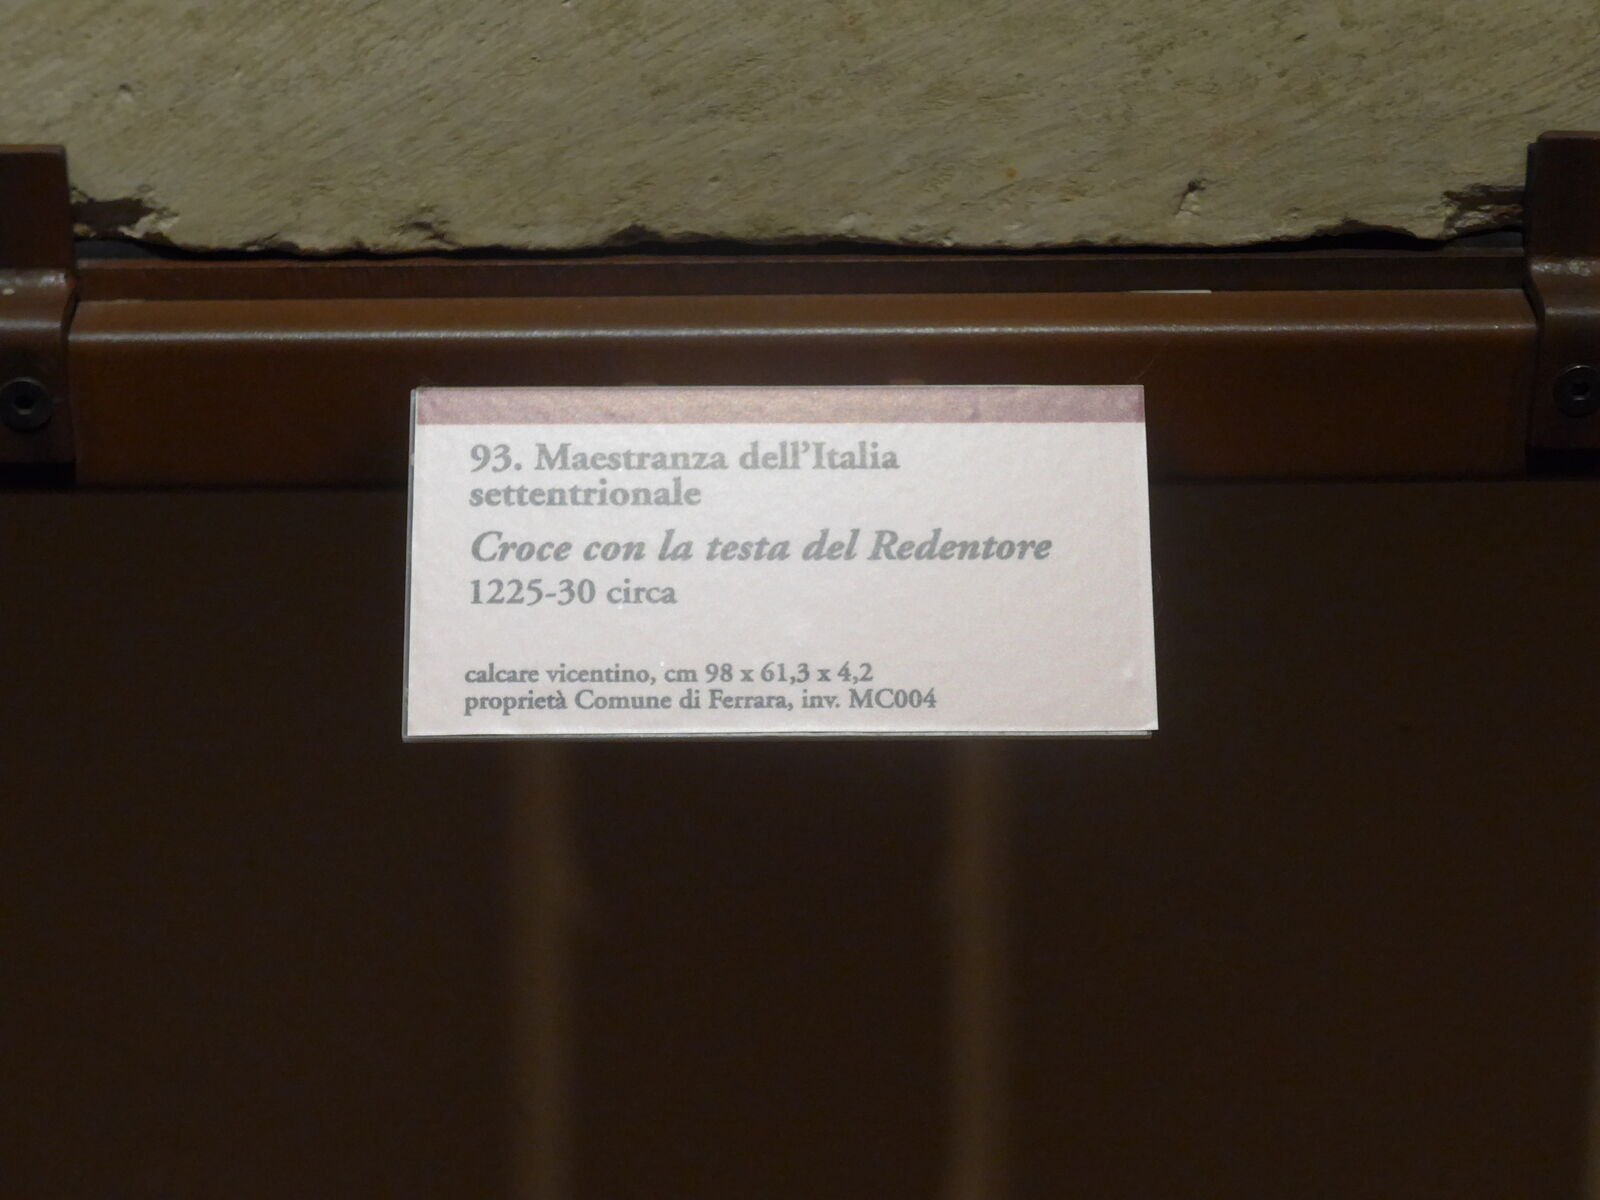 93. Maestranza dell’Italia
settentrionale
Croce con la testa del Redentore
1225-30 circa
calcare vicentino, cm 98 x 61,3 x 4,2
proprietà Comune di Ferrara, inv. MC004